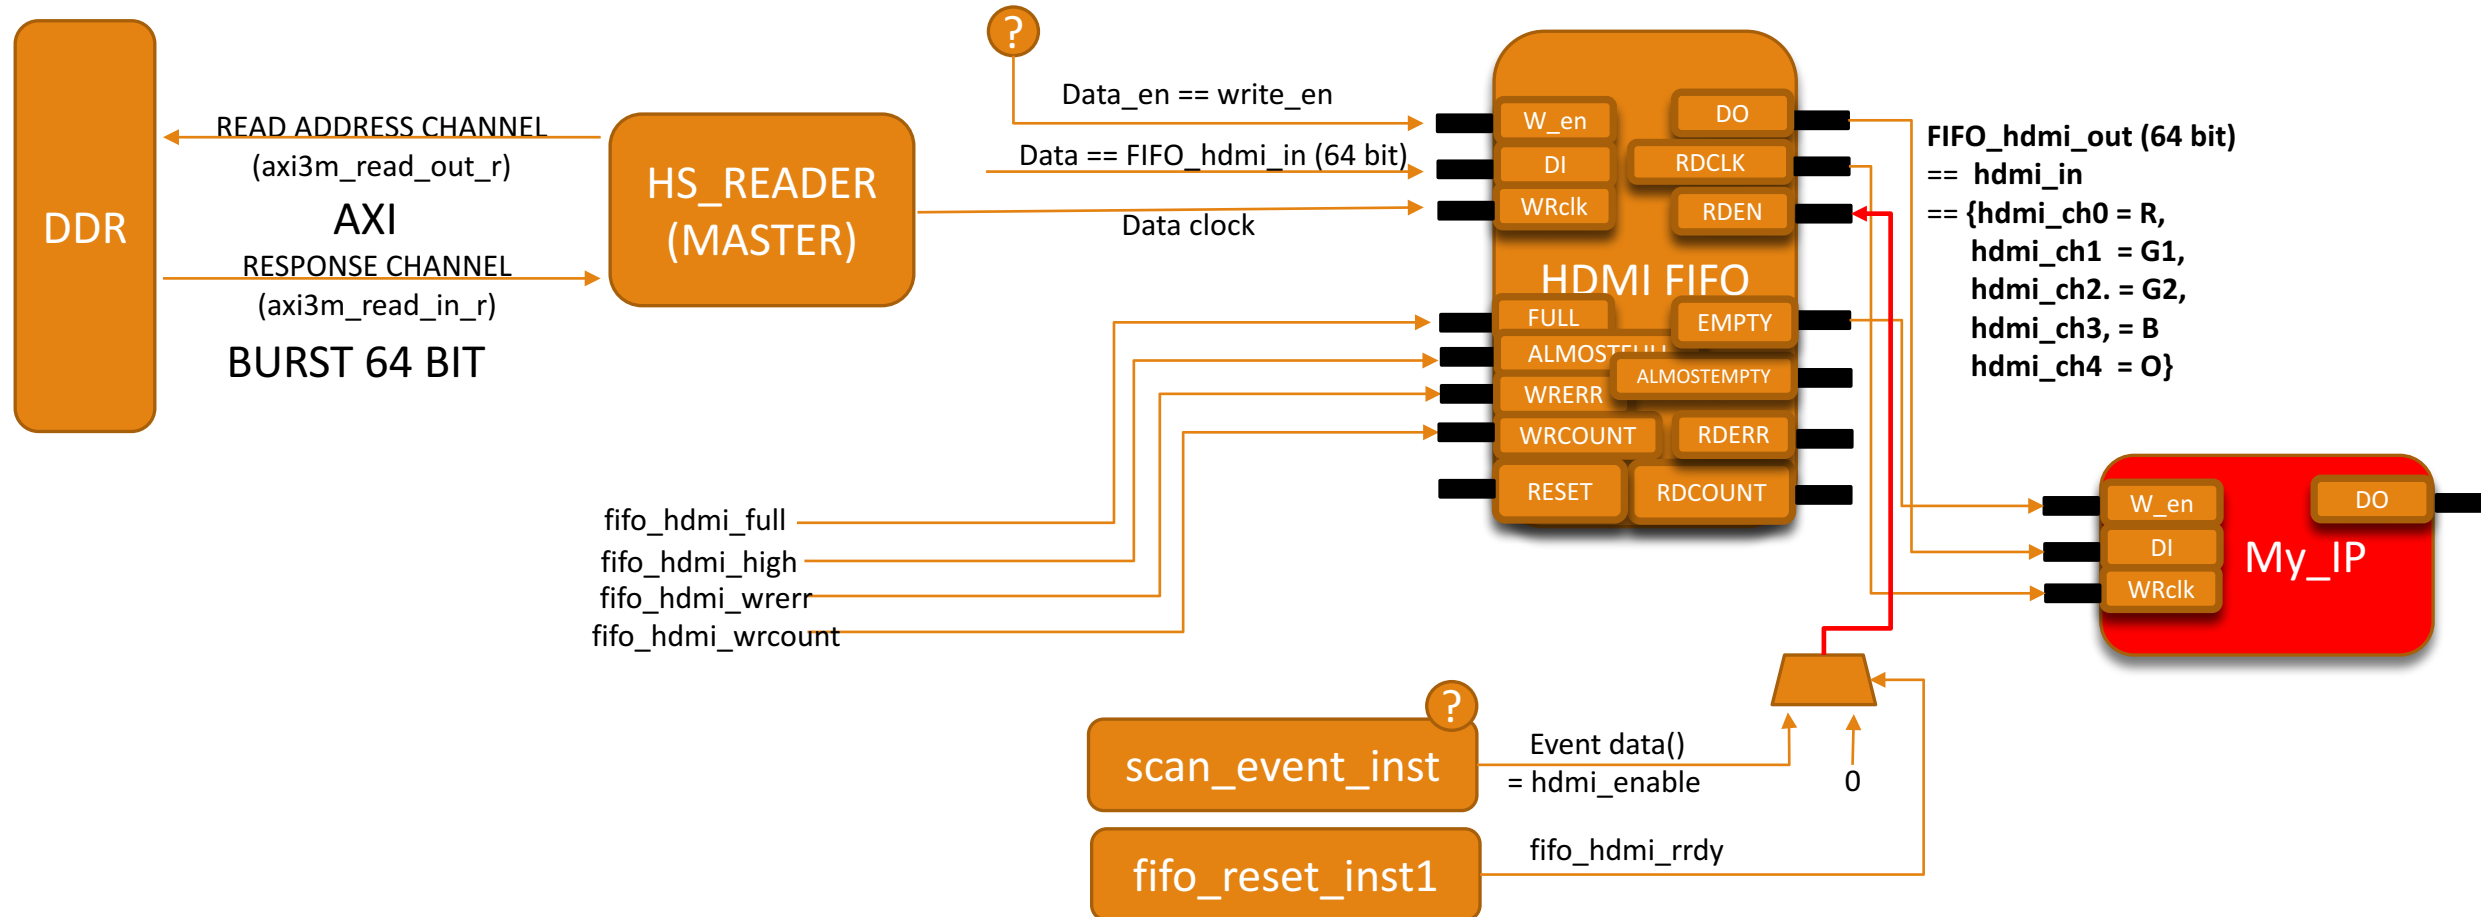 ?
DDR
READ ADDRESS CHANNEL
(axi3m_read_out_r)
AXI
RESPONSE CHANNEL
(axi3m_read_in_r)
BURST 64 BIT
HS_READER
(MASTER)
Data_en == write_en
Data == FIFO_hdmi_in (64 bit)
Data clock
W_en
DI
WRclk
DO
RDCLK
RDEN
HDMI FIFO
FULL
ALMOSTFULL
WRERR
WRCOUNT
RESET
EMPTY
ALMOSTEMPTY
RDERR
RDCOUNT
FIFO_hdmi_out (64 bit)
== hdmi_in
== {hdmi_ch0 = R,
hdmi_ch1 = G1,
hdmi_ch2. = G2,
hdmi_ch3, = B
hdmi_ch4 = O}
fifo_hdmi_full
fifo_hdmi_high
fifo_hdmi_wrerr
fifo_hdmi_wrcount
W_en
DI
WRclk
DO
My_IP
?
scan_event_inst
Event data()
= hdmi_enable
0
fifo_reset_inst1
fifo_hdmi_rrdy